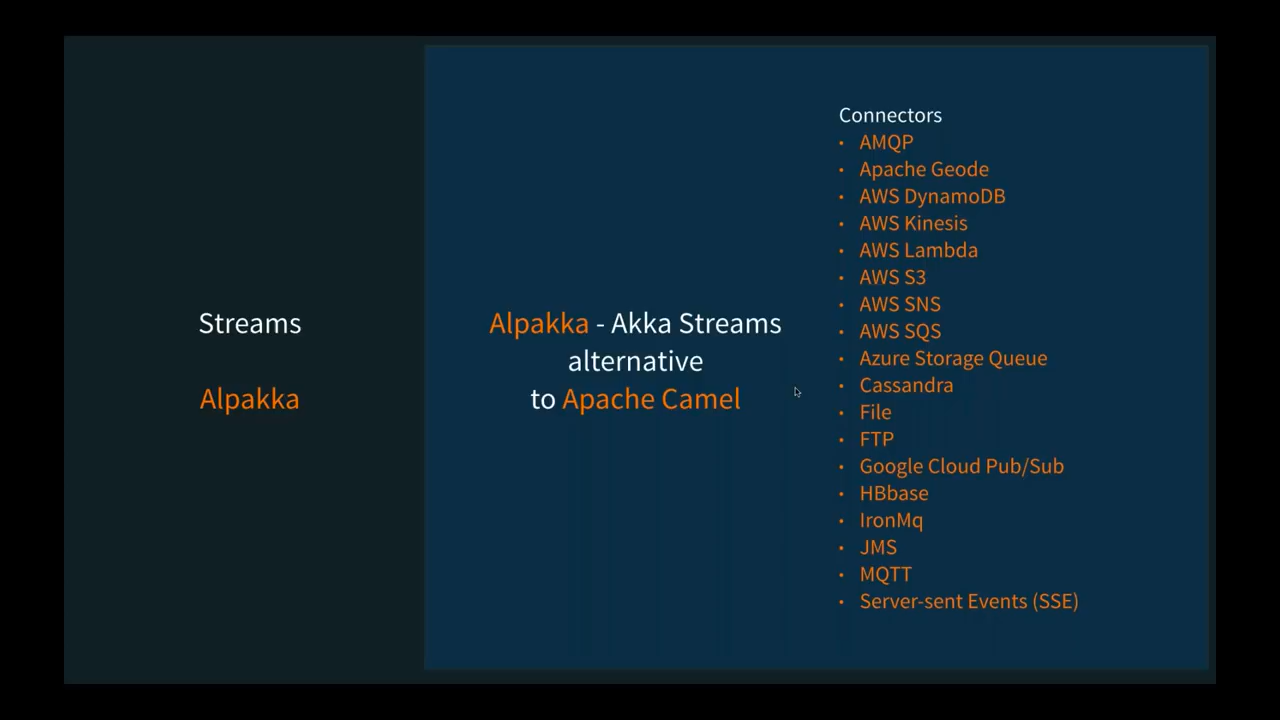 Streams
Alpakka
Alpakka - Akka Streams
alternative
to Apache Camel
Connectors
• AMQP
• Apache Geode
• AWS DynamoDB
• AWS Kinesis
• AWS Lambda
• AWS S3
• AWS SNS
• AWS SQS
• Azure Storage Queue
• Cassandra
• File
• FTP
• Google Cloud Pub/Sub
• HBbase
• IronMq
• JMS
• MQTT
• Server-sent Events (SSE)